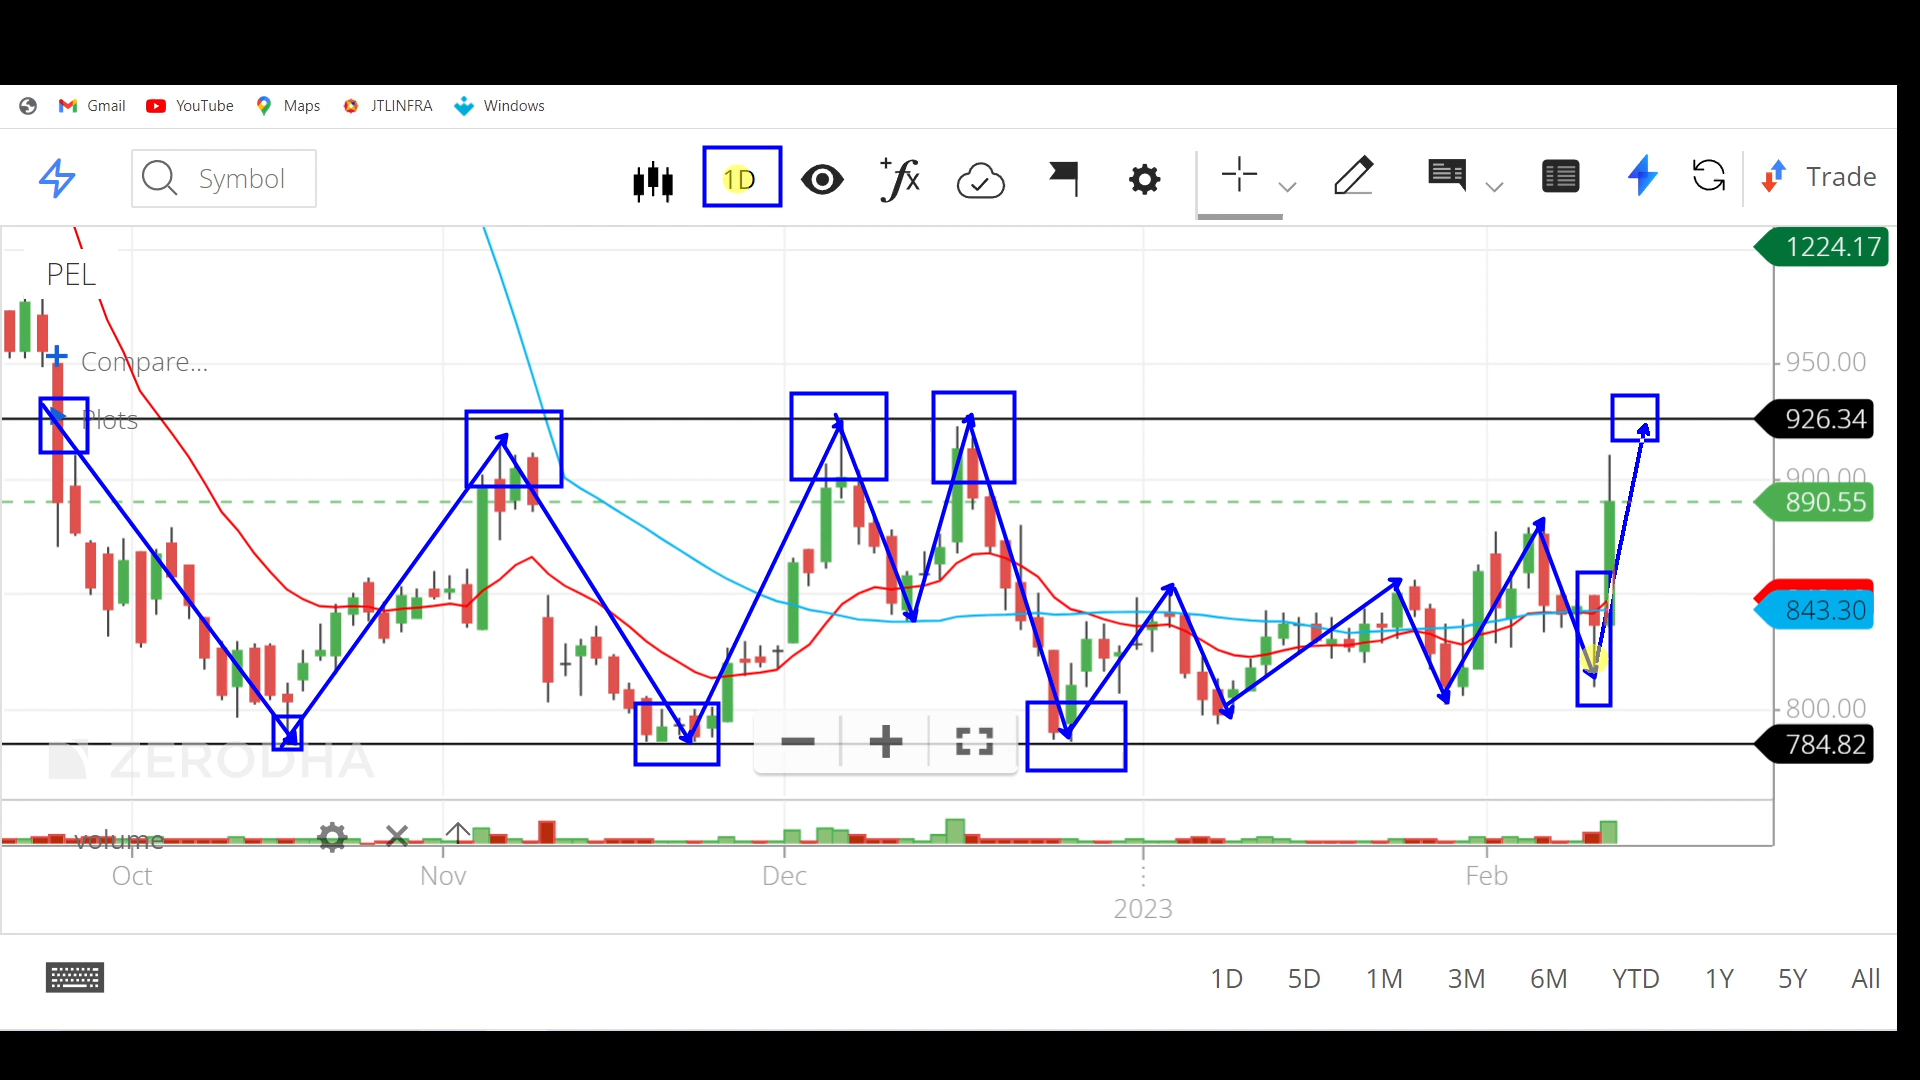 Gmail YouTube Maps JTLINFRA Windows
Symbol 1D Trade
1224.17
PEL
Compare...
950.00
Plots
926.34
900.00
890.55
843.30
800.00
ZERODHA
784.82
volume
Oct Nov Dec Feb
2023
1D 5D 1M 3M 6M YTD 1Y 5Y All